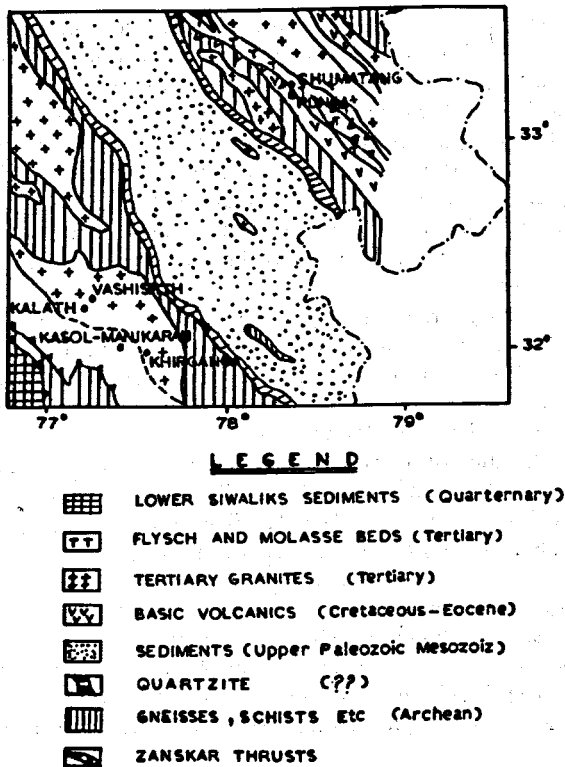 CHUMATANG
33°
VASHISHTH
KALATH
KASOL-MANIKARAN
32°
77° 78° 79°
LEGEND
LOWER SIWALIKS SEDIMENTS (Quarternary)
FLYSCH AND MOLASSE BEDS (Tertiary)
TERTIARY GRANITES (Tertiary)
BASIC VOLCANICS (Cretaceous-Eocene)
SEDIMENTS (Upper Paleozoic Mesozoiz)
QUARTZITE (??)
GNEISSES, SCHISTS Etc (Archean)
ZANSKAR THRUSTS